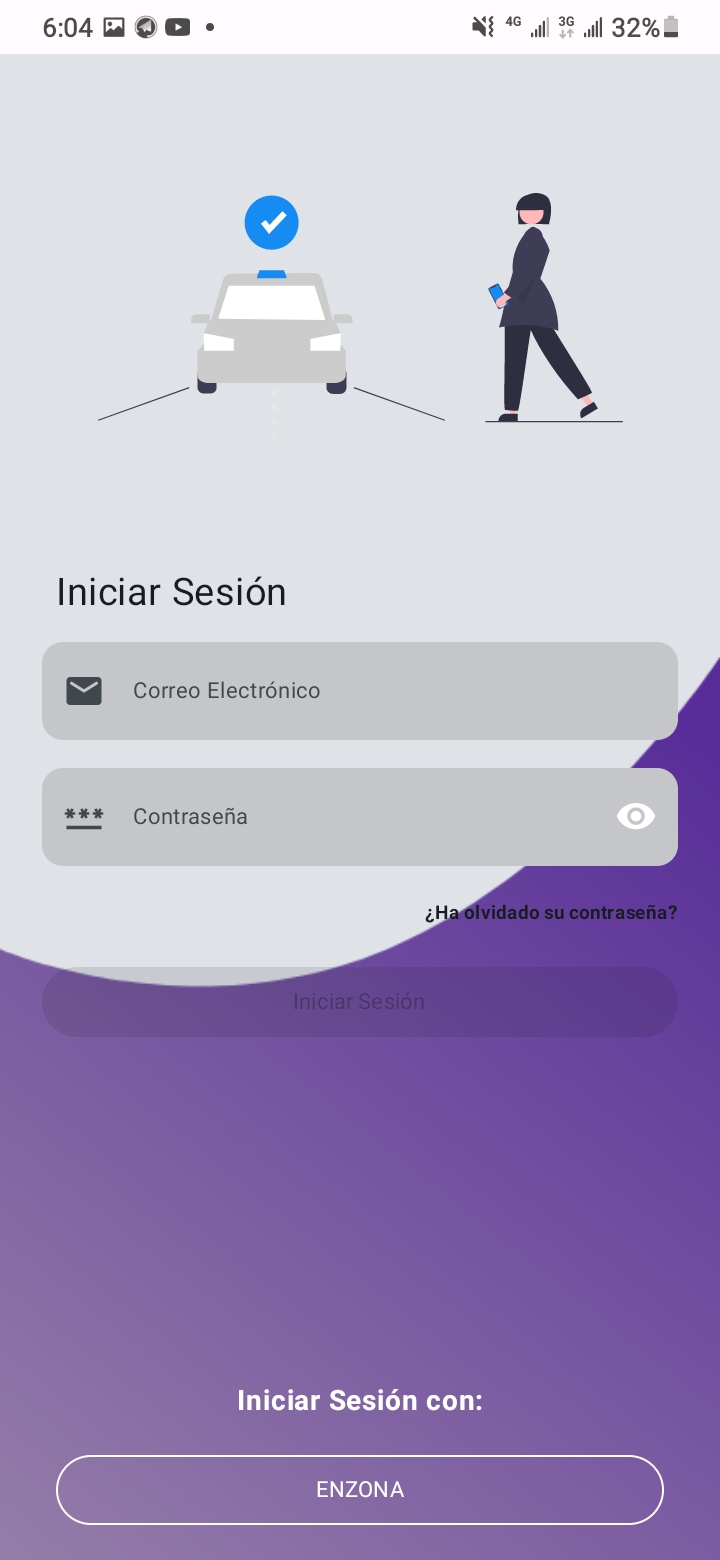 6:04 4G 3G 32%
Iniciar Sesión
Correo Electrónico
*** Contraseña
¿Ha olvidado su contraseña?
Iniciar Sesión
Iniciar Sesión con:
ENZONA